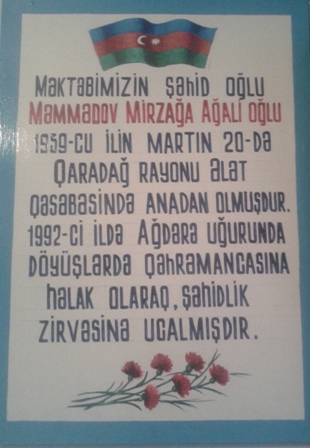 Məktəbimizin şəhid oğlu
Məmmədov Mirzağa Ağalı oğlu
1959-cu ilin martın 20-də
Qaradağ rayonu Ələt
qəsəbəsində anadan olmuşdur.
1992-ci ildə Ağdərə uğurunda
döyüşlərdə qəhrəmancasına
həlak olaraq, şəhidlik
zirvəsinə ucalmışdır.